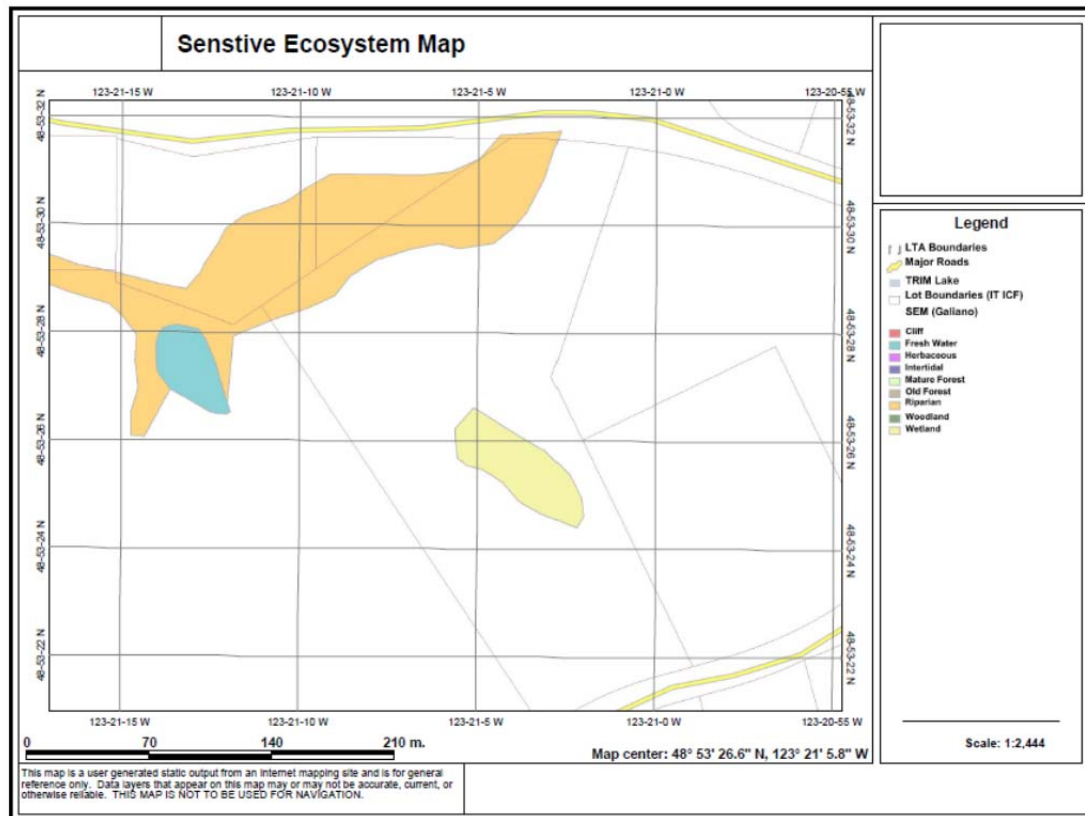 Senstive Ecosystem Map
123-21-15 W
123-21-10 W
123-21-5 W
123-21-0 W
123-20-55 W
48-53-32 N
48-53-30 N
48-53-28 N
48-53-26 N
48-53-24 N
48-53-22 N
48-53-32 N
48-53-30 N
48-53-28 N
48-53-26 N
48-53-24 N
48-53-22 N
123-21-15 W
123-21-10 W
123-21-5 W
123-21-0 W
123-20-55 W
0 70 140 210 m.
Map center: 48° 53' 26.6" N, 123° 21' 5.8" W
This map is a user generated static output from an Internet mapping site and is for general
reference only. Data layers that appear on this map may or may not be accurate, current, or
otherwise reliable. THIS MAP IS NOT TO BE USED FOR NAVIGATION.
Legend
LTA Boundaries
Major Roads
TRIM Lake
Lot Boundaries (IT ICF)
SEM (Galiano)
Cliff
Fresh Water
Herbaceous
Intertidal
Mature Forest
Old Forest
Riparian
Woodland
Wetland
Scale: 1:2,444